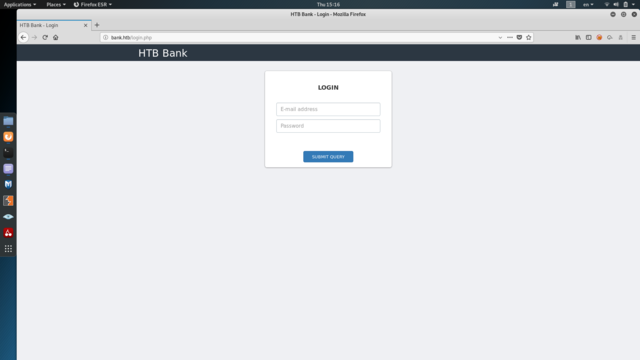 Applications ▾ Places ▾ Firefox ESR ▾ Thu 15:16 1 en ▾
HTB Bank - Login - Mozilla Firefox
HTB Bank - Login
bank.htb/login.php
HTB Bank
LOGIN
E-mail address
Password
SUBMIT QUERY